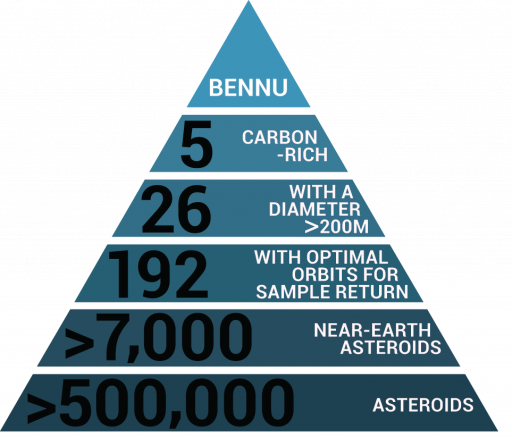 BENNU
5 CARBON
-RICH
26 WITH A
DIAMETER
>200M
192 WITH OPTIMAL
ORBITS FOR
SAMPLE RETURN
>7,000 NEAR-EARTH
ASTEROIDS
>500,000 ASTEROIDS